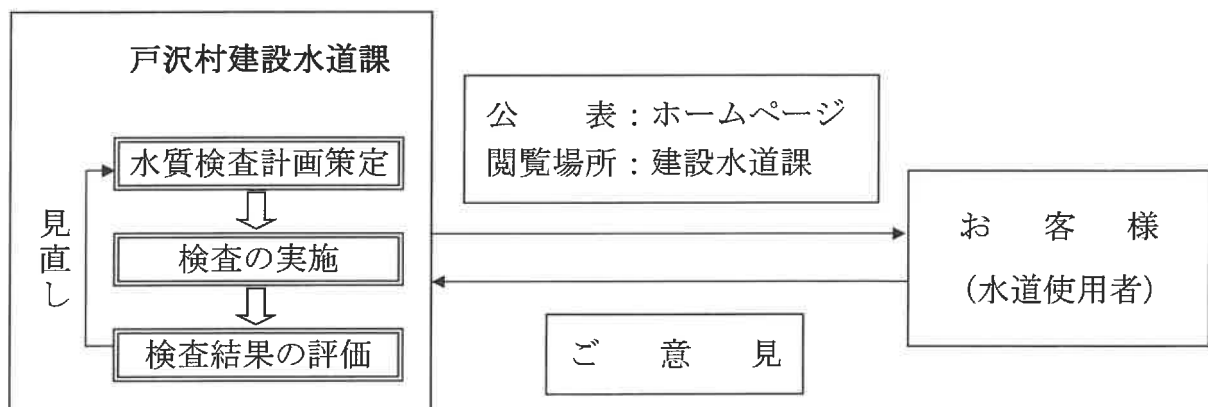 戸沢村建設水道課
水質検査計画策定
検査の実施
検査結果の評価
見直し
公　　表：ホームページ
閲覧場所：建設水道課
お　客　様
(水道使用者)
ご　意　見